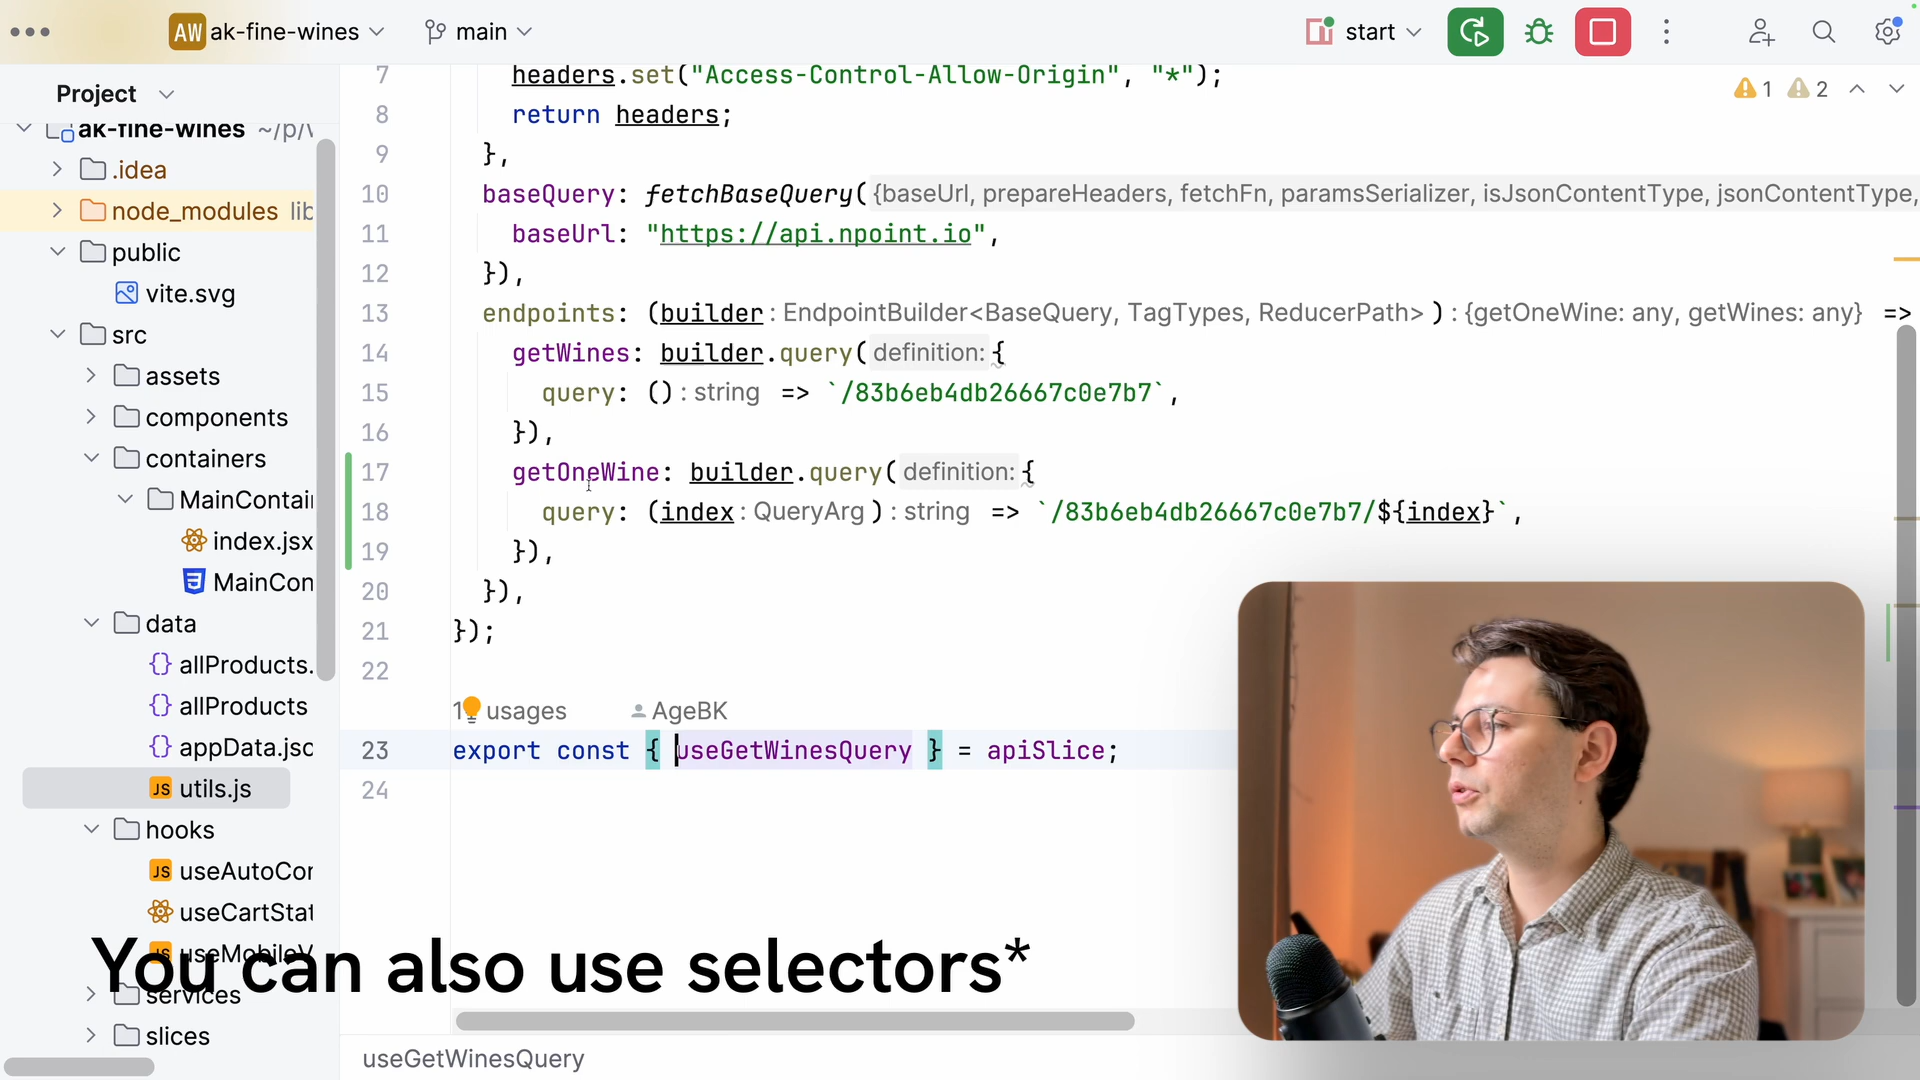 AW ak-fine-wines main start
Project
ak-fine-wines ~/p/
.idea
node_modules lib
public
vite.svg
src
assets
components
containers
MainContai
index.jsx
MainCon
data
allProducts.
allProducts
appData.jsc
JS utils.js
hooks
JS useAutoCor
useCartStat
JS useMobileV
services
slices
1 2
7 headers.set("Access-Control-Allow-Origin", "*");
8 return headers;
9 },
10 baseQuery: fetchBaseQuery( {baseUrl, prepareHeaders, fetchFn, paramsSerializer, isJsonContentType, jsonContentType,
11 baseUrl: "https://api.npoint.io",
12 }),
13 endpoints: (builder : EndpointBuilder<BaseQuery, TagTypes, ReducerPath> ) : {getOneWine: any, getWines: any} =>
14 getWines: builder.query( definition: {
15 query: () : string => `/83b6eb4db26667c0e7b7`,
16 }),
17 getOneWine: builder.query( definition: {
18 query: (index : QueryArg ) : string => `/83b6eb4db26667c0e7b7/${index}`,
19 }),
20 }),
21 });
22
usages AgeBK
23 export const { useGetWinesQuery } = apiSlice;
24
You can also use selectors*
useGetWinesQuery